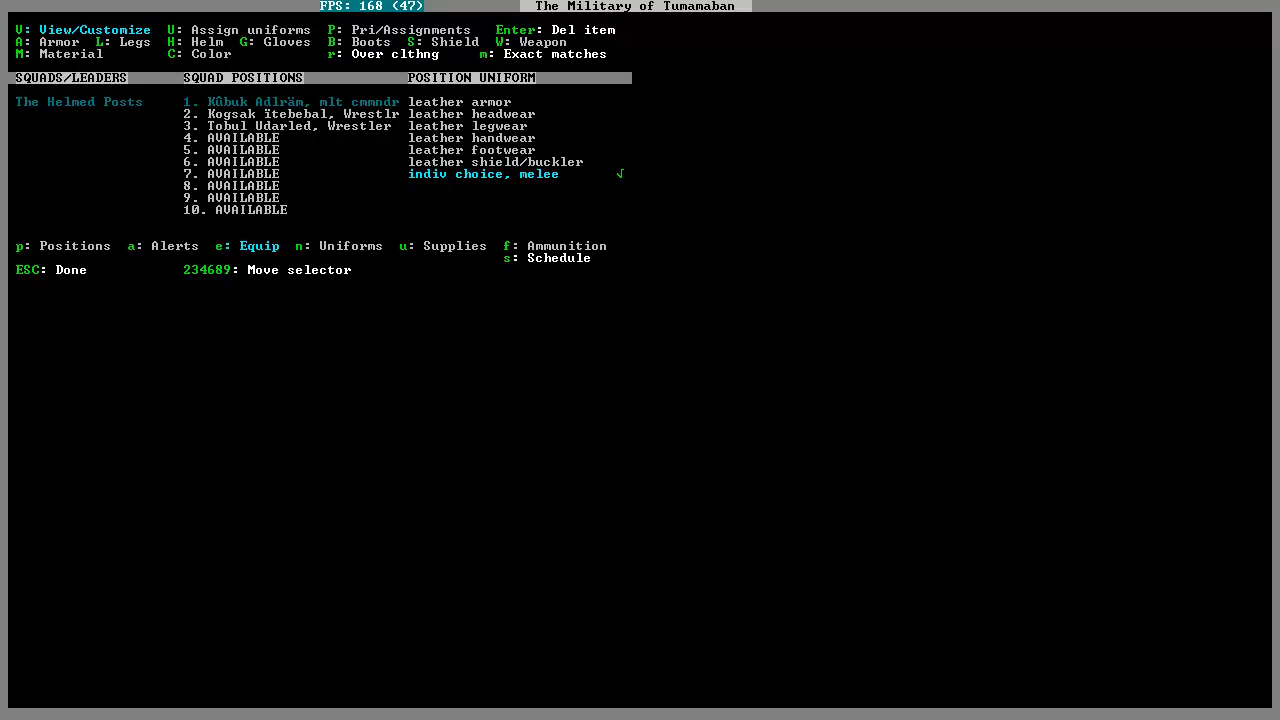 FPS: 168 (47) The Military of Tumamaban
V: View/Customize U: Assign uniforms P: Pri/Assignments Enter: Del item
A: Armor L: Legs H: Helm G: Gloves B: Boots S: Shield W: Weapon
M: Material C: Color r: Over clthng m: Exact matches
SQUADS/LEADERS SQUAD POSITIONS POSITION UNIFORM
The Helmed Posts 1. Kûbuk Adlräm, mlt cmmndr leather armor
2. Kogsak ïtebebal, Wrestlr leather headwear
3. Tobul Udarled, Wrestler leather legwear
4. AVAILABLE leather handwear
5. AVAILABLE leather footwear
6. AVAILABLE leather shield/buckler
7. AVAILABLE indiv choice, melee √
8. AVAILABLE
9. AVAILABLE
10. AVAILABLE
p: Positions a: Alerts e: Equip n: Uniforms u: Supplies f: Ammunition
s: Schedule
ESC: Done 234689: Move selector